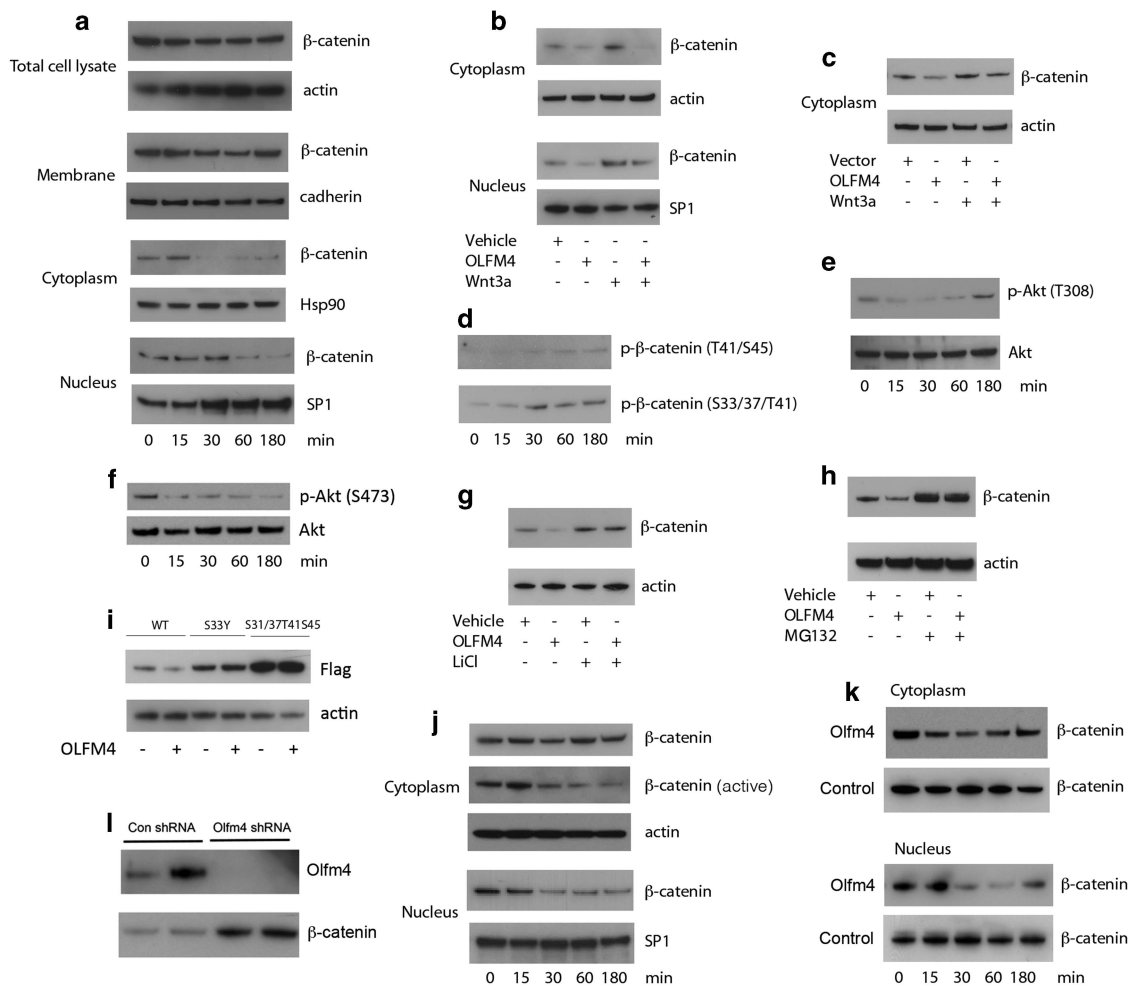 a
Total cell lysate
β-catenin
actin
Membrane
β-catenin
cadherin
Cytoplasm
β-catenin
Hsp90
Nucleus
β-catenin
SP1
0 15 30 60 180 min
b
Cytoplasm
β-catenin
actin
Nucleus
β-catenin
SP1
Vehicle + - - -
OLFM4 - + - +
Wnt3a - - + +
c
Cytoplasm
β-catenin
actin
Vector + - + -
OLFM4 - + - +
Wnt3a - - + +
d
p-β-catenin (T41/S45)
p-β-catenin (S33/37/T41)
0 15 30 60 180 min
e
p-Akt (T308)
Akt
0 15 30 60 180 min
f
p-Akt (S473)
Akt
0 15 30 60 180 min
g
β-catenin
actin
Vehicle + - + -
OLFM4 - + - +
LiCl - - + +
h
β-catenin
actin
Vehicle + - + -
OLFM4 - + - +
MG132 - - + +
i
WT S33Y S31/37T41S45
Flag
actin
OLFM4 - + - + - +
j
β-catenin
Cytoplasm
β-catenin (active)
actin
Nucleus
β-catenin
SP1
0 15 30 60 180 min
k
Cytoplasm
Olfm4 β-catenin
Control β-catenin
Nucleus
Olfm4 β-catenin
Control β-catenin
0 15 30 60 180 min
l
Con shRNA Olfm4 shRNA
Olfm4
β-catenin